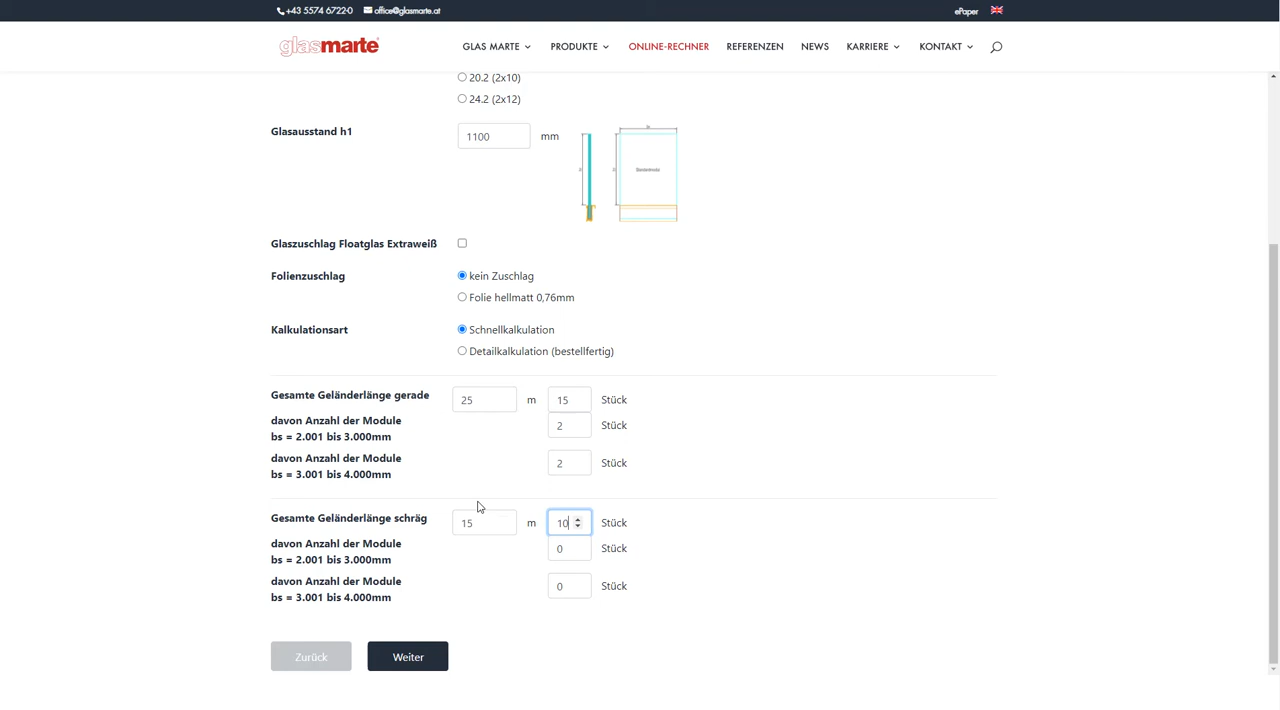 +43 5574 6722-0 office@glasmarte.at ePaper
glasmarte GLAS MARTE PRODUKTE ONLINE-RECHNER REFERENZEN NEWS KARRIERE KONTAKT
20.2 (2x10)
24.2 (2x12)
Glasausstand h1 1100 mm
Standardmodul
Glaszuschlag Floatglas Extraweiß
Folienzuschlag kein Zuschlag
Folie hellmatt 0,76mm
Kalkulationsart Schnellkalkulation
Detailkalkulation (bestellfertig)
Gesamte Geländerlänge gerade 25 m 15 Stück
davon Anzahl der Module
bs = 2.001 bis 3.000mm 2 Stück
davon Anzahl der Module
bs = 3.001 bis 4.000mm 2 Stück
Gesamte Geländerlänge schräg 15 m 10 Stück
davon Anzahl der Module
bs = 2.001 bis 3.000mm 0 Stück
davon Anzahl der Module
bs = 3.001 bis 4.000mm 0 Stück
Zurück Weiter